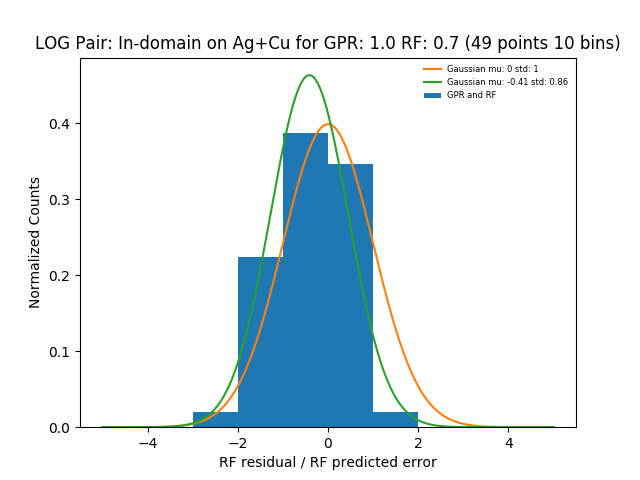 LOG Pair: In-domain on Ag+Cu for GPR: 1.0 RF: 0.7 (49 points 10 bins)
Gaussian mu: 0 std: 1
Gaussian mu: -0.41 std: 0.86
GPR and RF
Normalized Counts
0.4
0.3
0.2
0.1
0.0
−4 −2 0 2 4
RF residual / RF predicted error